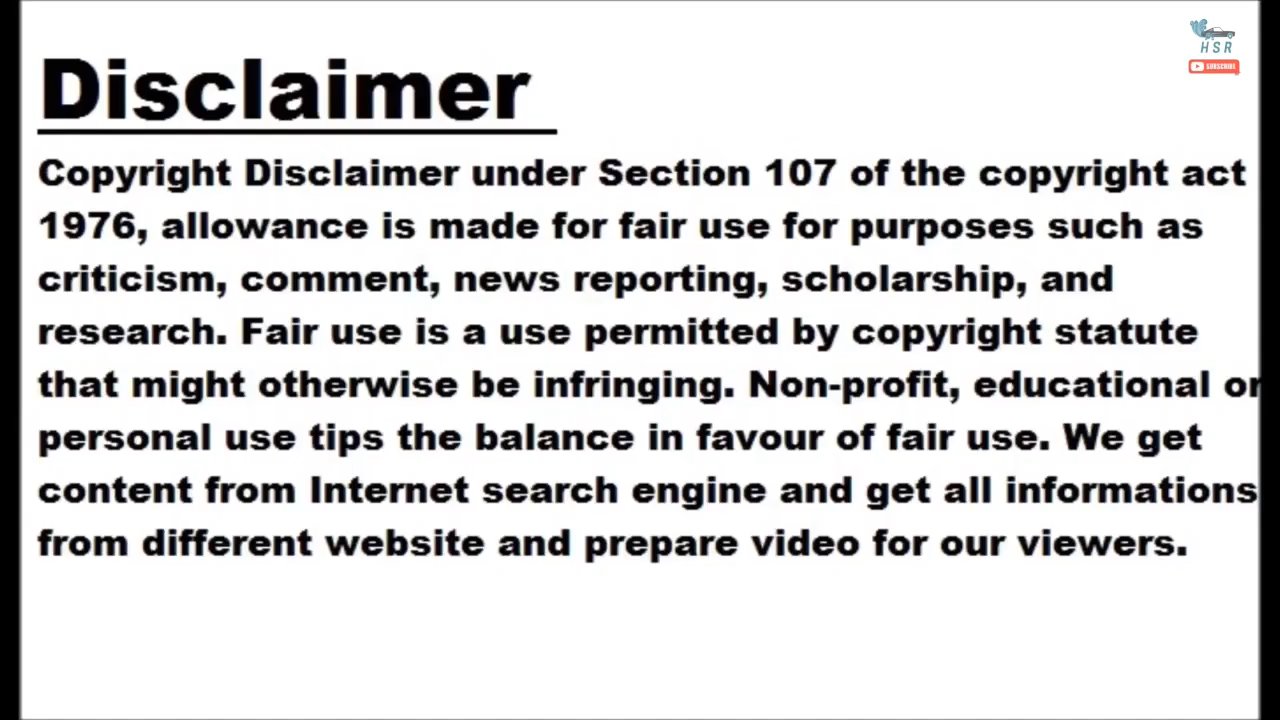 HSR
SUBSCRIBE
Disclaimer
Copyright Disclaimer under Section 107 of the copyright act
1976, allowance is made for fair use for purposes such as
criticism, comment, news reporting, scholarship, and
research. Fair use is a use permitted by copyright statute
that might otherwise be infringing. Non-profit, educational or
personal use tips the balance in favour of fair use. We get
content from Internet search engine and get all informations
from different website and prepare video for our viewers.